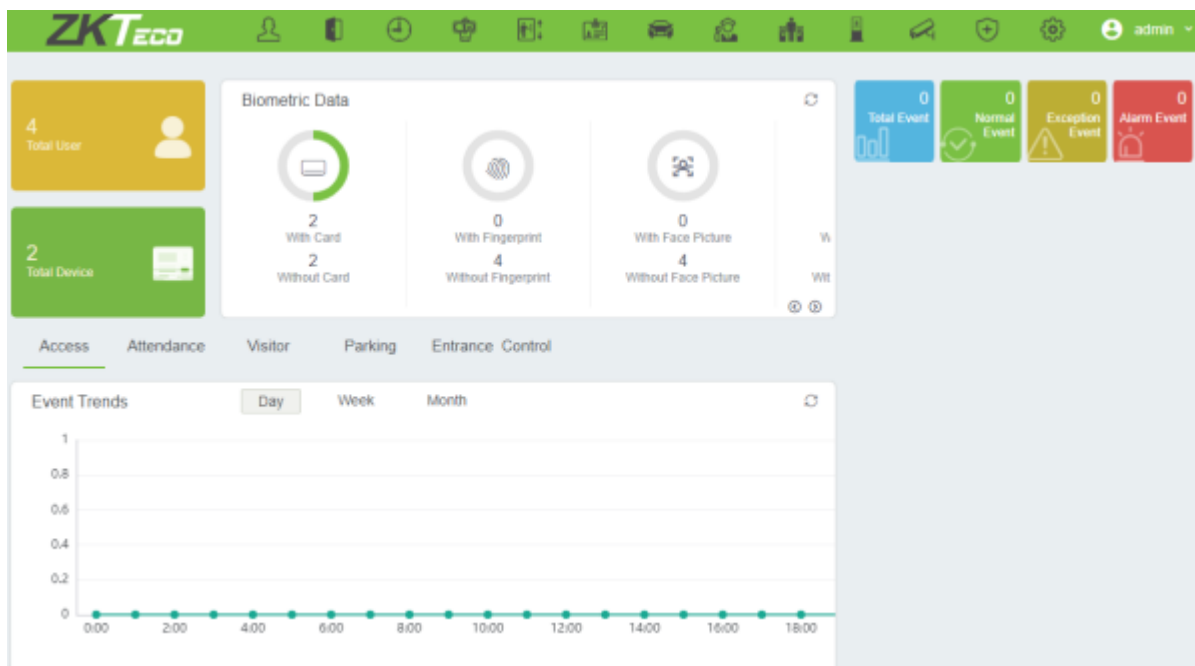 ZKTECO
admin
4
Total User
2
Total Device
Biometric Data
2
With Card
2
Without Card
0
With Fingerprint
4
Without Fingerprint
0
With Face Picture
4
Without Face Picture
W
Wit
0
Total Event
0
Normal
Event
0
Exception
Event
0
Alarm Event
Access Attendance Visitor Parking Entrance Control
Event Trends Day Week Month
1
0.8
0.6
0.4
0.2
0
0:00 2:00 4:00 6:00 8:00 10:00 12:00 14:00 16:00 18:00